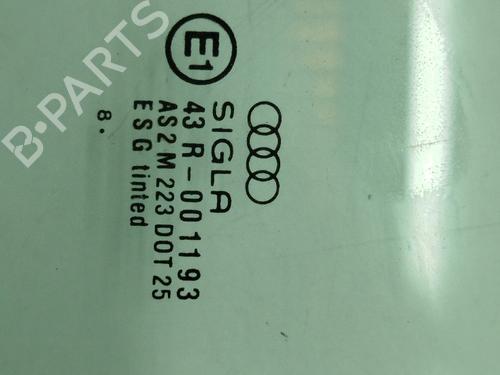 B-PARTS
E1
SIGLA
43 R-001193
AS2 M 223 DOT 25
ESG tinted
8.